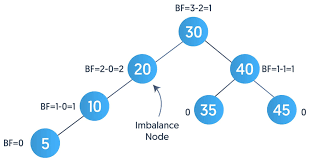 BF=3-2=1
30
BF=2-0=2
20
40
BF=1-1=1
BF=1-0=1
10
0
35
45
0
Imbalance
Node
BF=0
5